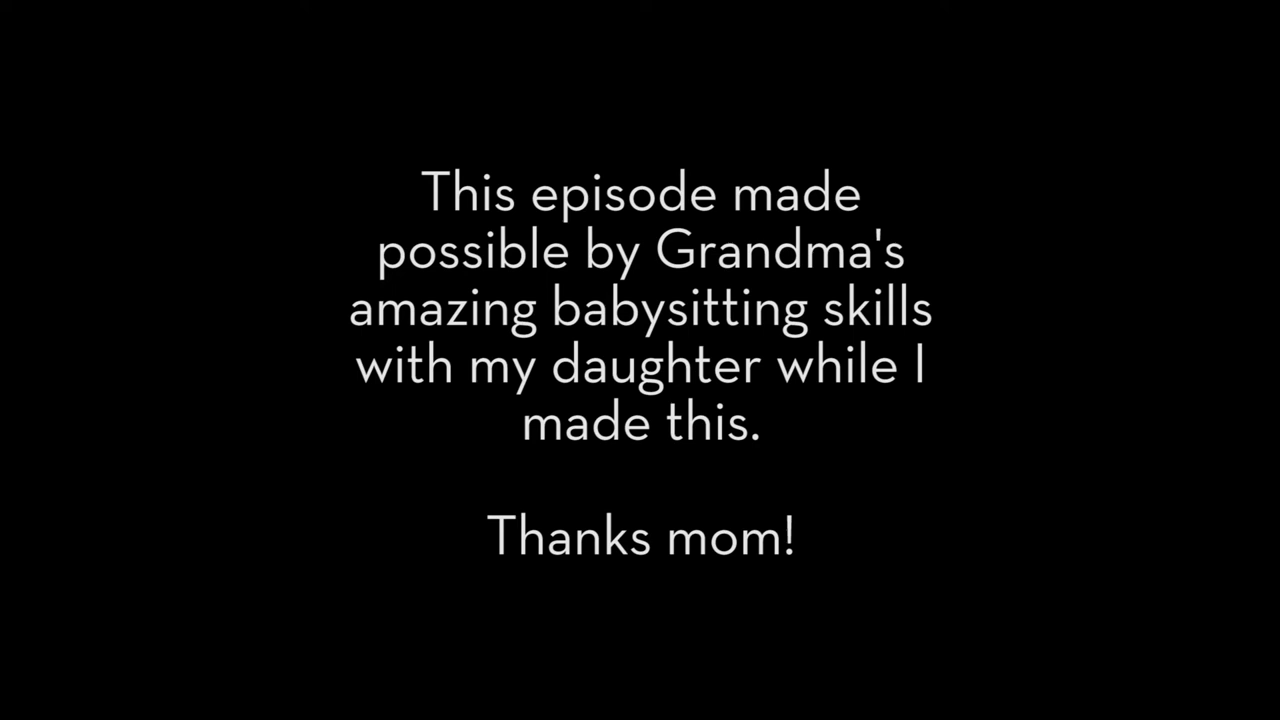 This episode made
possible by Grandma's
amazing babysitting skills
with my daughter while I
made this.
Thanks mom!